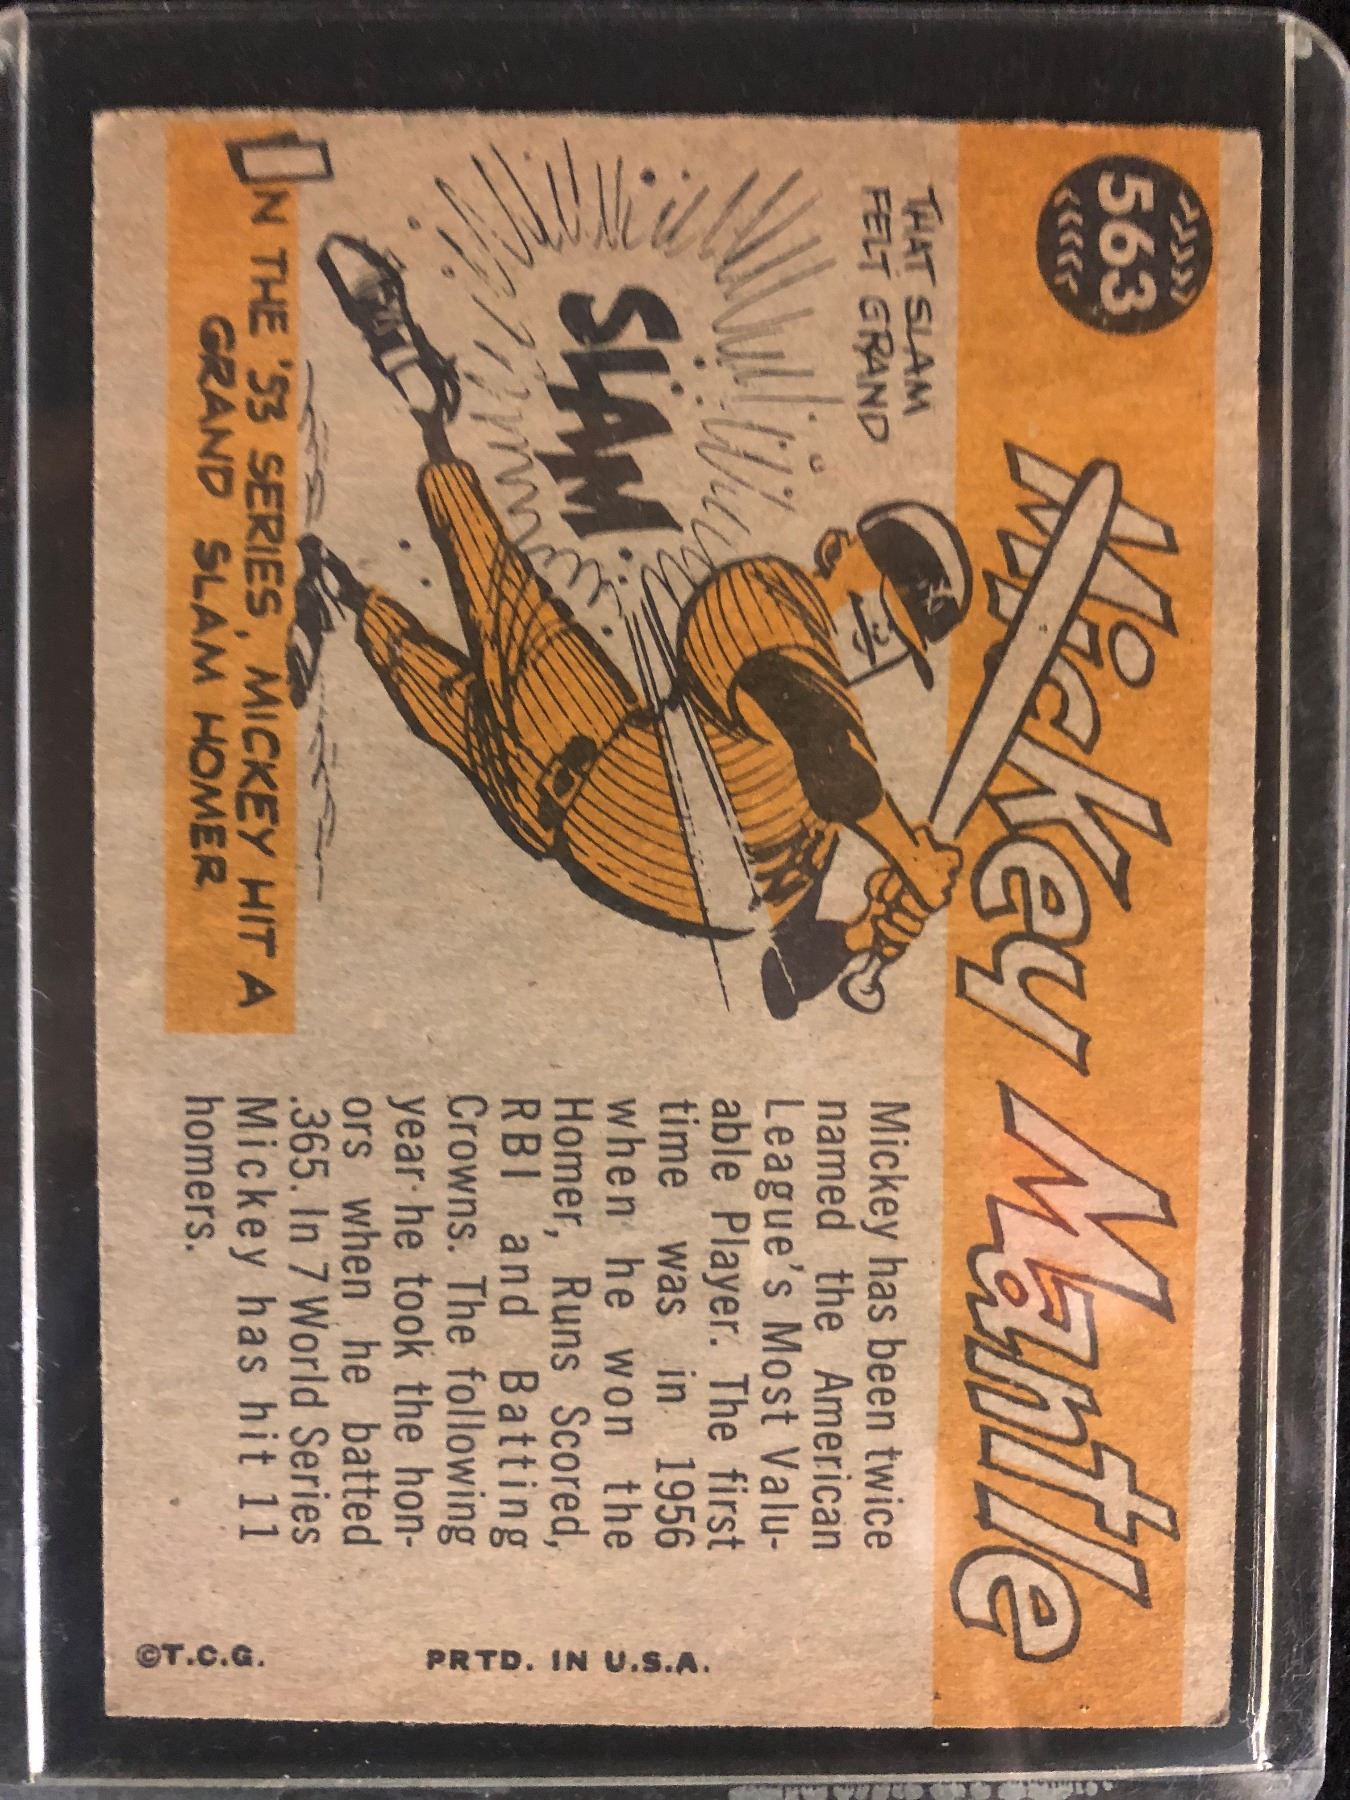 563
Mickey Mantle
THAT SLAM
FELT GRAND
SLAM
IN THE '53 SERIES, MICKEY HIT A
GRAND SLAM HOMER
Mickey has been twice
named the American
League's Most Valu-
able Player. The first
time was in 1956
when he won the
Homer, Runs Scored,
RBI and Batting
Crowns. The following
year he took the hon-
ors when he batted
.365. In 7 World Series
Mickey has hit 11
homers.
©T.C.G. PRTD. IN U.S.A.